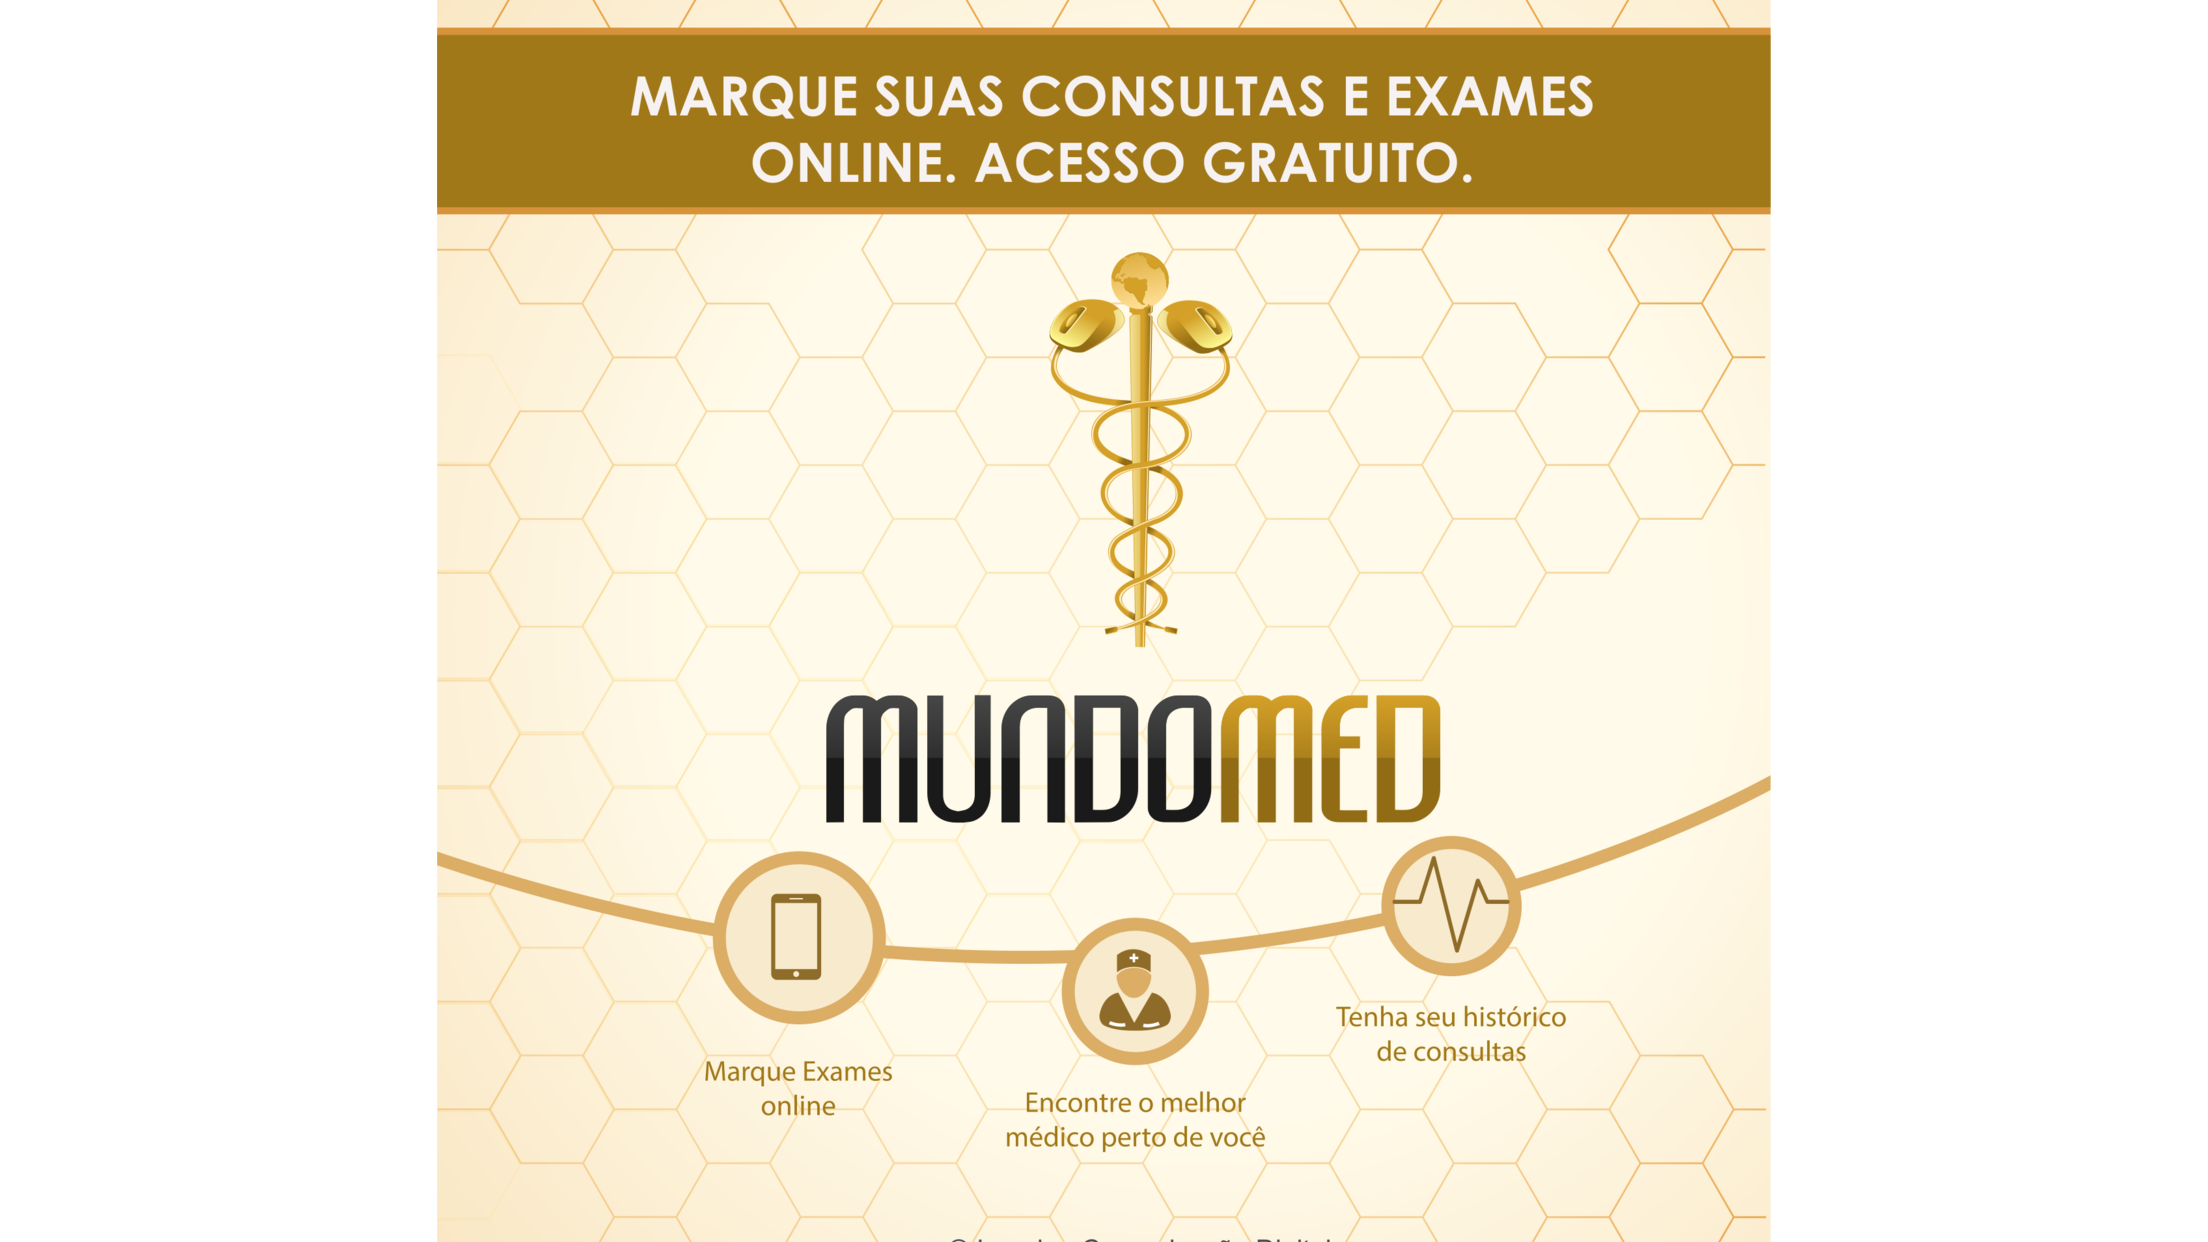 MARQUE SUAS CONSULTAS E EXAMES
ONLINE. ACESSO GRATUITO.
MUNDOMED
Marque Exames
online
Encontre o melhor
médico perto de você
Tenha seu histórico
de consultas